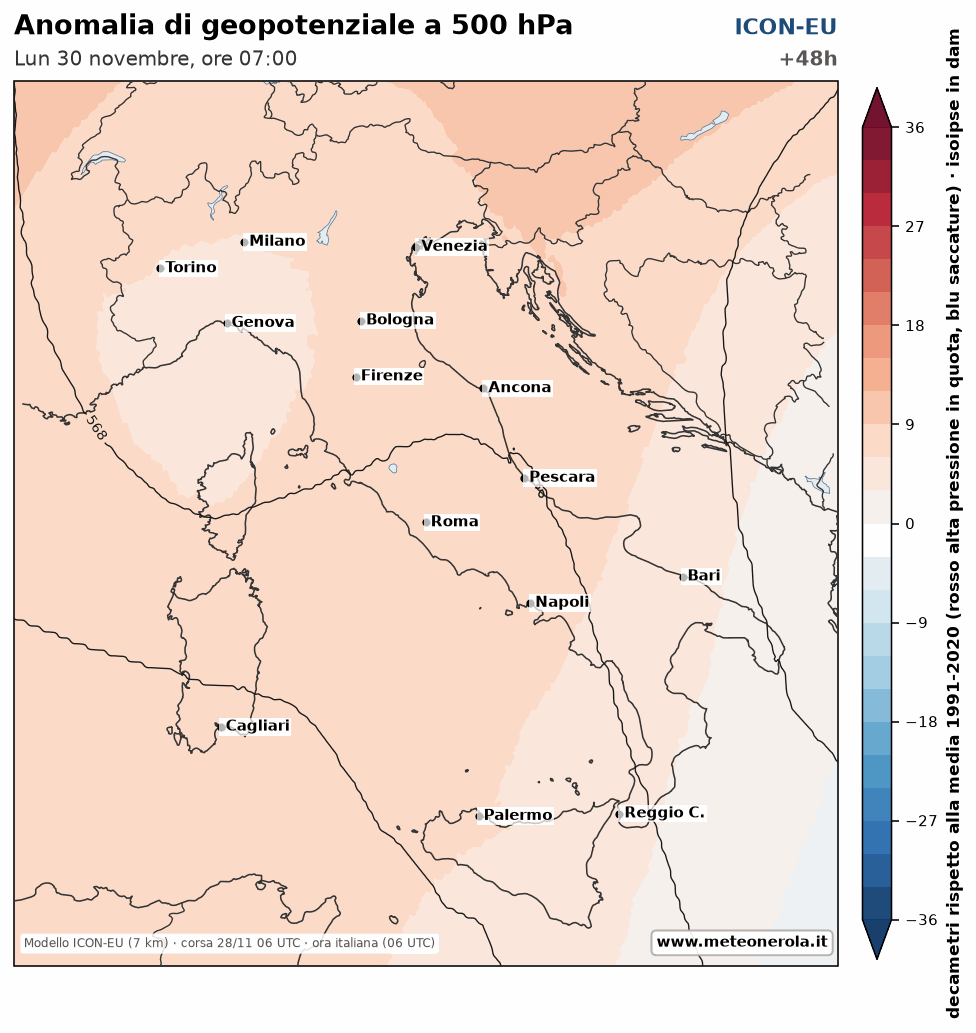 Anomalia di geopotenziale a 500 hPa
ICON-EU
Lun 30 novembre, ore 07:00
+48h
Milano
Venezia
Torino
Genova
Bologna
Firenze
Ancona
568
Pescara
Roma
Bari
Napoli
Cagliari
Palermo
Reggio C.
Modello ICON-EU (7 km) · corsa 28/11 06 UTC · ora italiana (06 UTC)
www.meteonerola.it
36
27
18
9
0
−9
−18
−27
−36
decametri rispetto alla media 1991-2020 (rosso alta pressione in quota, blu saccature) · isoipse in dam